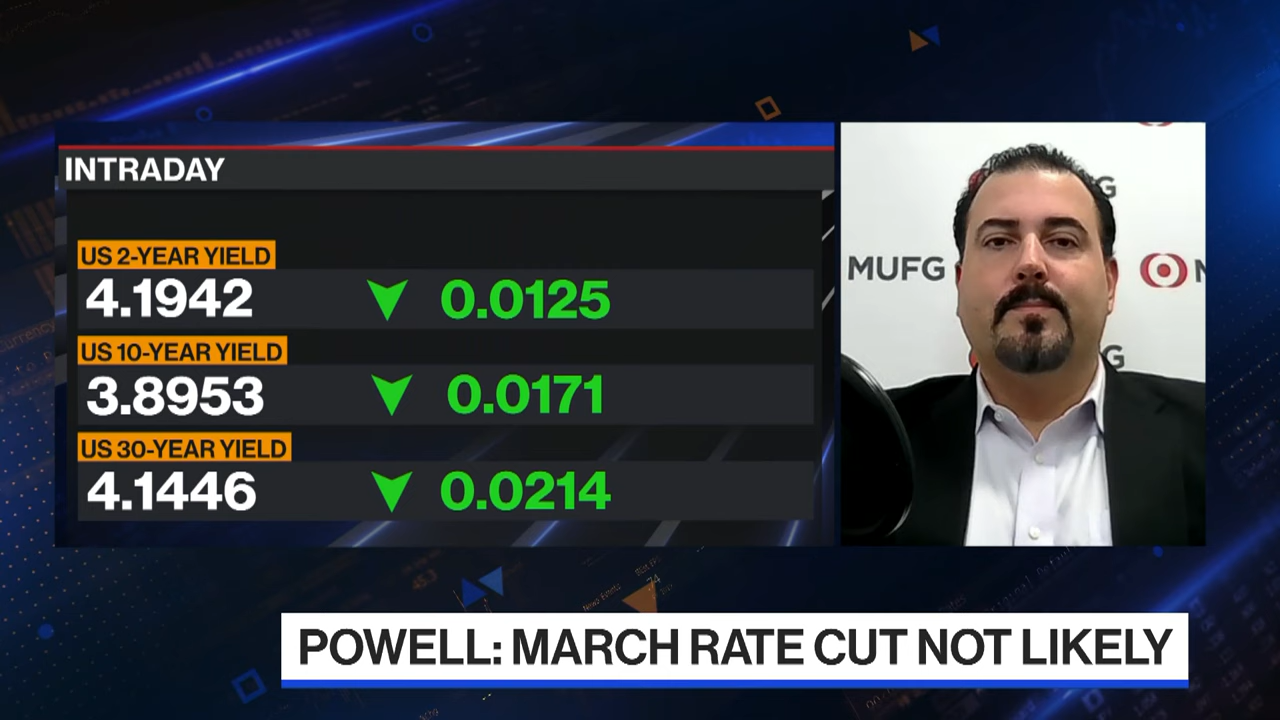 INTRADAY
US 2-YEAR YIELD
4.1942 ▼ 0.0125
US 10-YEAR YIELD
3.8953 ▼ 0.0171
US 30-YEAR YIELD
4.1446 ▼ 0.0214
MUFG
POWELL: MARCH RATE CUT NOT LIKELY